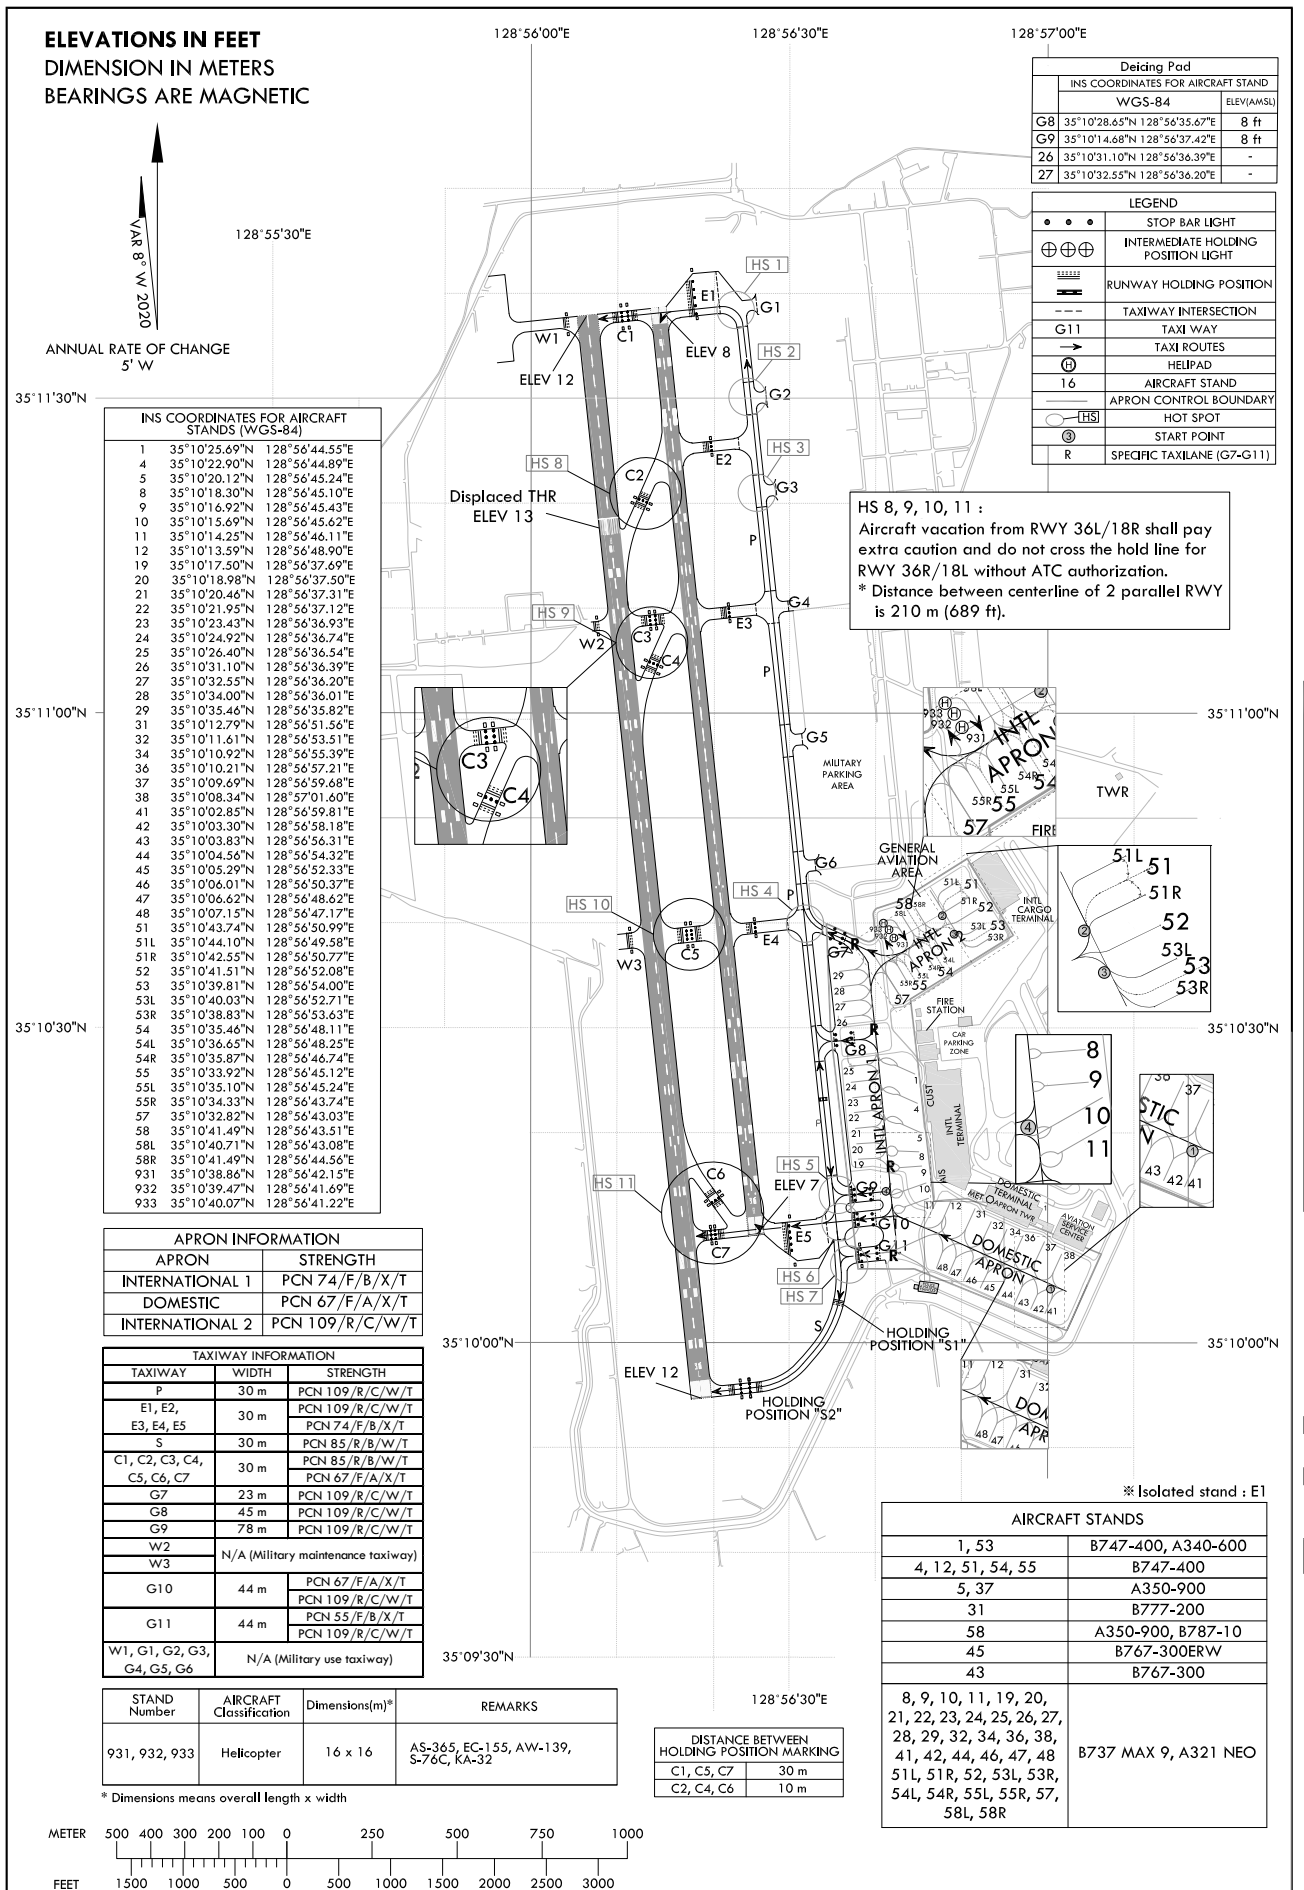 ELEVATIONS IN FEET
DIMENSION IN METERS
BEARINGS ARE MAGNETIC
VAR 8° W 2020
ANNUAL RATE OF CHANGE
5' W
128°56'00"E
128°56'30"E
128°57'00"E
128°55'30"E
35°11'30"N
35°11'00"N
35°11'00"N
35°10'30"N
35°10'30"N
35°10'00"N
35°10'00"N
35°09'30"N
128°56'30"E
Deicing Pad
INS COORDINATES FOR AIRCRAFT STAND
WGS-84 ELEV(AMSL)
G8 35°10'28.65"N 128°56'35.67"E 8 ft
G9 35°10'14.68"N 128°56'37.42"E 8 ft
26 35°10'31.10"N 128°56'36.39"E -
27 35°10'32.55"N 128°56'36.20"E -
LEGEND
STOP BAR LIGHT
INTERMEDIATE HOLDING
POSITION LIGHT
RUNWAY HOLDING POSITION
TAXIWAY INTERSECTION
G11 TAXI WAY
TAXI ROUTES
H HELIPAD
16 AIRCRAFT STAND
APRON CONTROL BOUNDARY
HS HOT SPOT
3 START POINT
R SPECIFIC TAXILANE (G7-G11)
HS 8, 9, 10, 11 :
Aircraft vacation from RWY 36L/18R shall pay
extra caution and do not cross the hold line for
RWY 36R/18L without ATC authorization.
* Distance between centerline of 2 parallel RWY
is 210 m (689 ft).
INS COORDINATES FOR AIRCRAFT
STANDS (WGS-84)
1 35°10'25.69"N 128°56'44.55"E
4 35°10'22.90"N 128°56'44.89"E
5 35°10'20.12"N 128°56'45.24"E
8 35°10'18.30"N 128°56'45.10"E
9 35°10'16.92"N 128°56'45.43"E
10 35°10'15.69"N 128°56'45.62"E
11 35°10'14.25"N 128°56'46.11"E
12 35°10'13.59"N 128°56'48.90"E
19 35°10'17.50"N 128°56'37.69"E
20 35°10'18.98"N 128°56'37.50"E
21 35°10'20.46"N 128°56'37.31"E
22 35°10'21.95"N 128°56'37.12"E
23 35°10'23.43"N 128°56'36.93"E
24 35°10'24.92"N 128°56'36.74"E
25 35°10'26.40"N 128°56'36.54"E
26 35°10'31.10"N 128°56'36.39"E
27 35°10'32.55"N 128°56'36.20"E
28 35°10'34.00"N 128°56'36.01"E
29 35°10'35.46"N 128°56'35.82"E
31 35°10'12.79"N 128°56'51.56"E
32 35°10'11.61"N 128°56'53.51"E
34 35°10'10.92"N 128°56'55.39"E
36 35°10'10.21"N 128°56'57.21"E
37 35°10'09.69"N 128°56'59.68"E
38 35°10'08.34"N 128°57'01.60"E
41 35°10'02.85"N 128°56'59.81"E
42 35°10'03.30"N 128°56'58.18"E
43 35°10'03.83"N 128°56'56.31"E
44 35°10'04.56"N 128°56'54.32"E
45 35°10'05.29"N 128°56'52.33"E
46 35°10'06.01"N 128°56'50.37"E
47 35°10'06.62"N 128°56'48.62"E
48 35°10'07.15"N 128°56'47.17"E
51 35°10'43.74"N 128°56'50.99"E
51L 35°10'44.10"N 128°56'49.58"E
51R 35°10'42.55"N 128°56'50.77"E
52 35°10'41.51"N 128°56'52.08"E
53 35°10'39.81"N 128°56'54.00"E
53L 35°10'40.03"N 128°56'52.71"E
53R 35°10'38.83"N 128°56'53.63"E
54 35°10'35.46"N 128°56'48.11"E
54L 35°10'36.65"N 128°56'48.25"E
54R 35°10'35.87"N 128°56'46.74"E
55 35°10'33.92"N 128°56'45.12"E
55L 35°10'35.10"N 128°56'45.24"E
55R 35°10'34.33"N 128°56'43.74"E
57 35°10'32.82"N 128°56'43.03"E
58 35°10'41.49"N 128°56'43.51"E
58L 35°10'40.71"N 128°56'43.08"E
58R 35°10'41.49"N 128°56'44.56"E
931 35°10'38.86"N 128°56'42.15"E
932 35°10'39.47"N 128°56'41.69"E
933 35°10'40.07"N 128°56'41.22"E
HS 1
HS 2
HS 3
HS 4
HS 5
HS 6
HS 7
HS 8
HS 9
HS 10
HS 11
W1
C1
E1
G1
ELEV 12
ELEV 8
G2
E2
C2
G3
Displaced THR
ELEV 13
P
G4
E3
W2
C3
C4
P
G5
MILITARY
PARKING
AREA
C3
C4
TWR
INTL
APRON
57
55
54
55R
55L
54R
FIRE
933
932
931
GENERAL
AVIATION
AREA
G6
P
E4
W3
C5
G7
R
INTL
APRON 2
INTL
CARGO
TERMINAL
51L
51
51R
52
53L
53
53R
FIRE
STATION
CAR
PARKING
ZONE
G8
R
INTL APRON 1
CUST
INTL
TERMINAL
AIS
8
9
10
11
4
STIC
37
43
42
41
1
C6
C7
ELEV 7
E5
G9
G10
G11
R
R
DOMESTIC
TERMINAL
MET
APRON TWR
AVIATION
SERVICE
CENTER
DOMESTIC
APRON
S
HOLDING
POSITION "S1"
HOLDING
POSITION "S2"
ELEV 12
APRON INFORMATION
APRON STRENGTH
INTERNATIONAL 1 PCN 74/F/B/X/T
DOMESTIC PCN 67/F/A/X/T
INTERNATIONAL 2 PCN 109/R/C/W/T
TAXIWAY INFORMATION
TAXIWAY WIDTH STRENGTH
P 30 m PCN 109/R/C/W/T
E1, E2,
E3, E4, E5 30 m PCN 109/R/C/W/T
PCN 74/F/B/X/T
S 30 m PCN 85/R/B/W/T
C1, C2, C3, C4,
C5, C6, C7 30 m PCN 85/R/B/W/T
PCN 67/F/A/X/T
G7 23 m PCN 109/R/C/W/T
G8 45 m PCN 109/R/C/W/T
G9 78 m PCN 109/R/C/W/T
W2
W3 N/A (Military maintenance taxiway)
G10 44 m PCN 67/F/A/X/T
PCN 109/R/C/W/T
G11 44 m PCN 55/F/B/X/T
PCN 109/R/C/W/T
W1, G1, G2, G3,
G4, G5, G6 N/A (Military use taxiway)
STAND
Number AIRCRAFT
Classification Dimensions(m)* REMARKS
931, 932, 933 Helicopter 16 x 16 AS-365, EC-155, AW-139,
S-76C, KA-32
* Dimensions means overall length x width
DISTANCE BETWEEN
HOLDING POSITION MARKING
C1, C5, C7 30 m
C2, C4, C6 10 m
※ Isolated stand : E1
AIRCRAFT STANDS
1, 53 B747-400, A340-600
4, 12, 51, 54, 55 B747-400
5, 37 A350-900
31 B777-200
58 A350-900, B787-10
45 B767-300ERW
43 B767-300
8, 9, 10, 11, 19, 20,
21, 22, 23, 24, 25, 26, 27,
28, 29, 32, 34, 36, 38,
41, 42, 44, 46, 47, 48
51L, 51R, 52, 53L, 53R,
54L, 54R, 55L, 55R, 57,
58L, 58R
B737 MAX 9, A321 NEO
METER 500 400 300 200 100 0 250 500 750 1000
FEET 1500 1000 500 0 500 1000 1500 2000 2500 3000